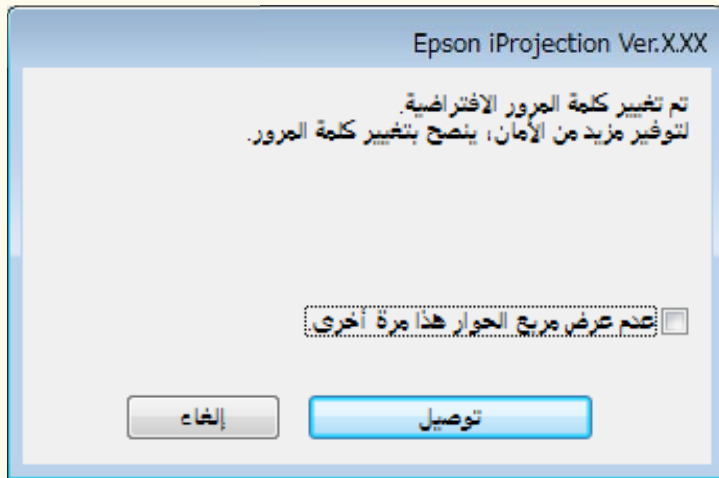 Epson iProjection Ver.X.XX
تم تغيير كلمة المرور الافتراضية.
لتوفير مزيد من الأمان، ينصح بتغيير كلمة المرور.
عدم عرض مربع الحوار هذا مرة أخرى.
توصيل
إلغاء